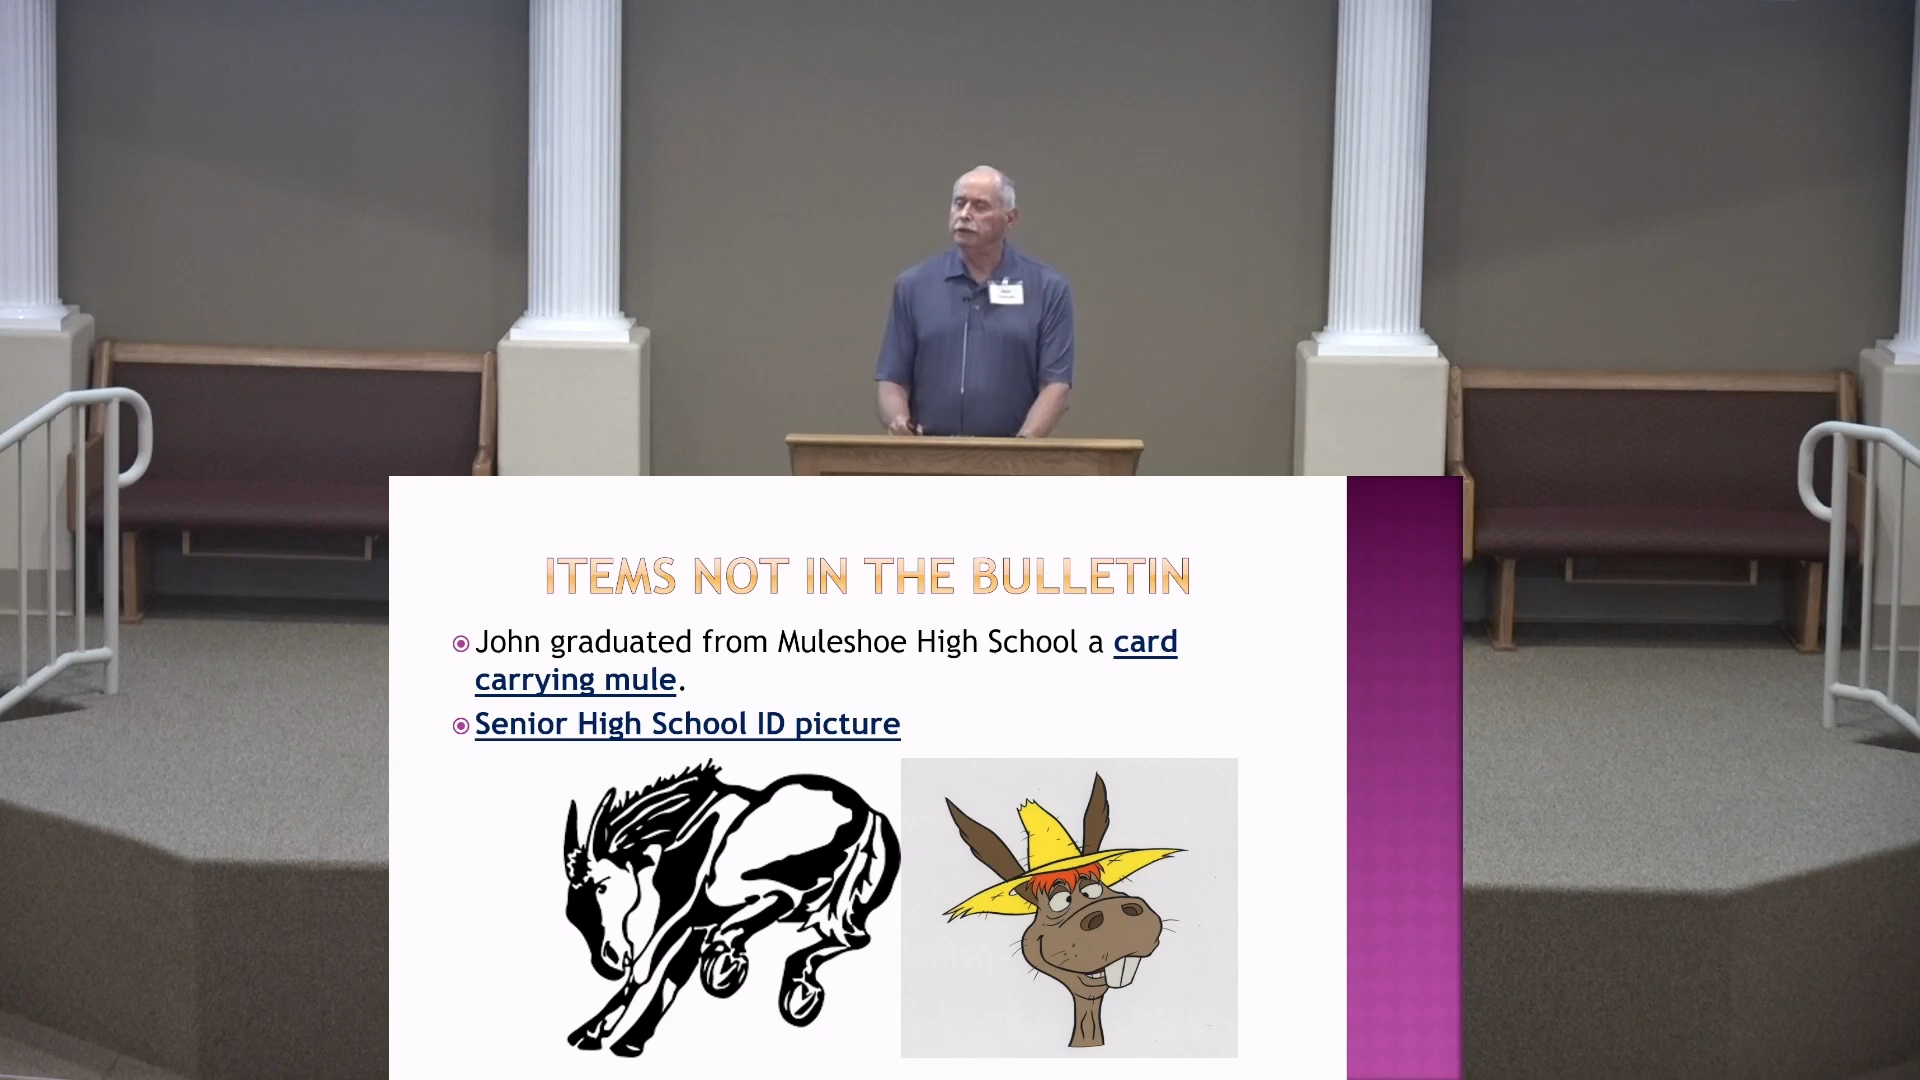 ITEMS NOT IN THE BULLETIN
John graduated from Muleshoe High School a card
carrying mule.
Senior High School ID picture